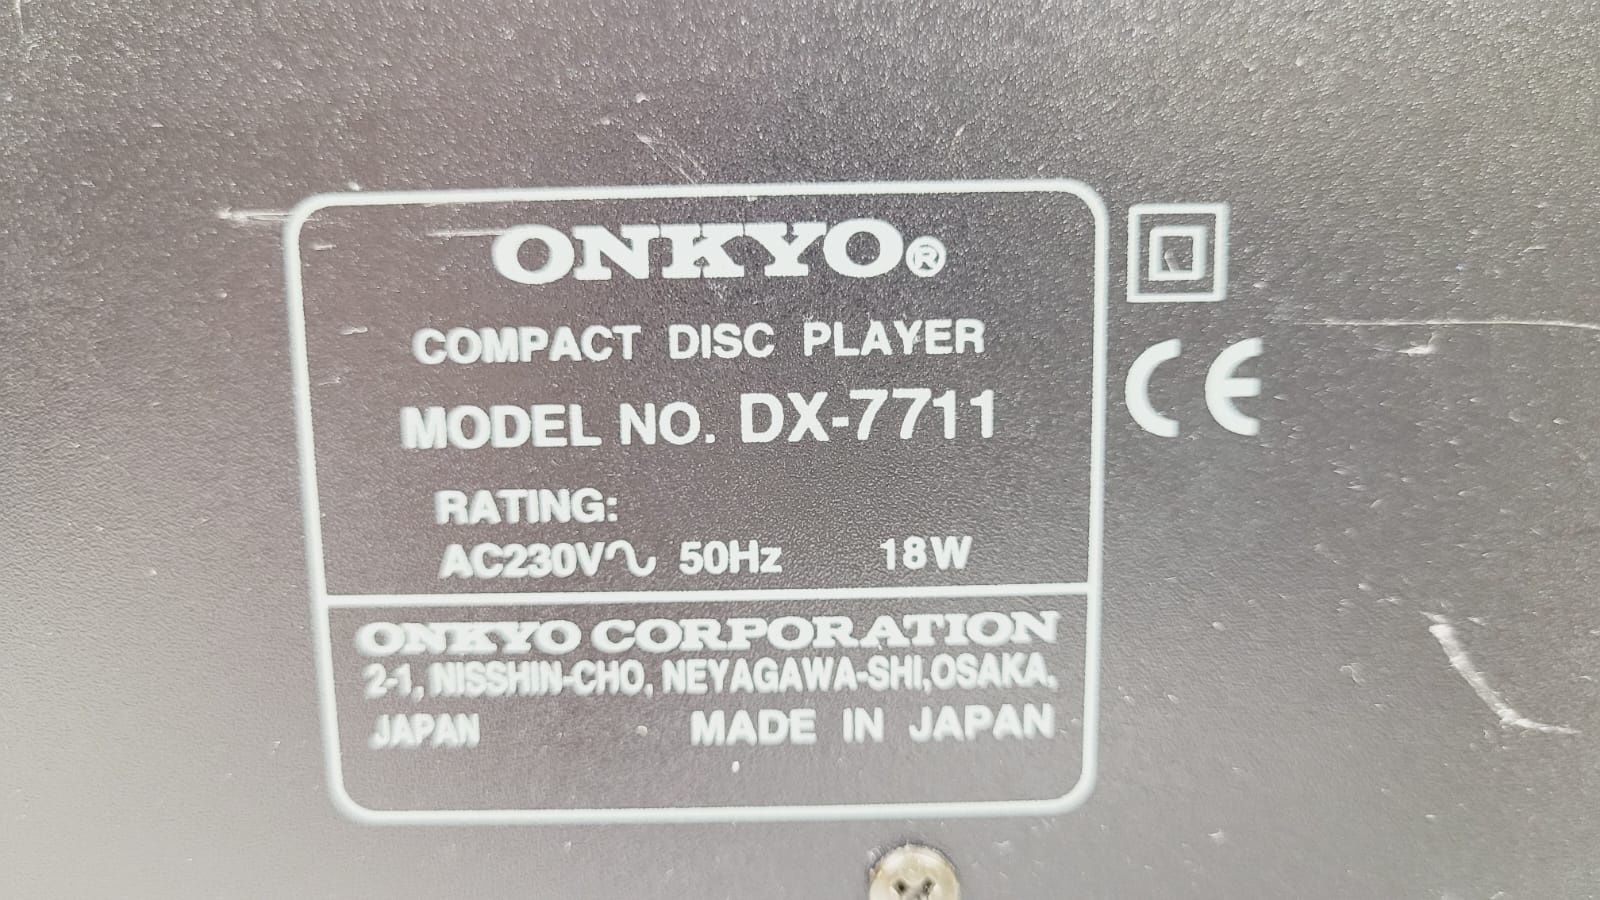 ONKYO®
COMPACT DISC PLAYER
MODEL NO. DX-7711
RATING:
AC230V∿ 50Hz 18W
ONKYO CORPORATION
2-1, NISSHIN-CHO, NEYAGAWA-SHI,OSAKA,
JAPAN MADE IN JAPAN
CE